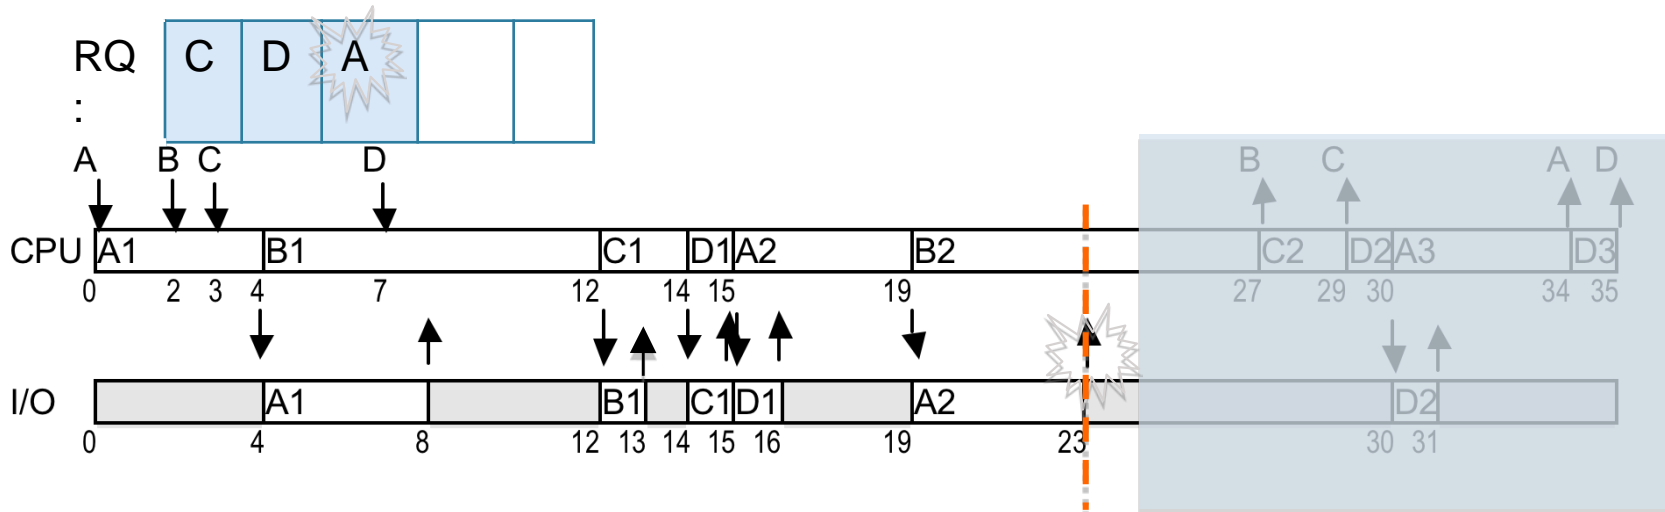 RQ C D A
:
A B C D B C A D
CPU A1 B1 C1 D1 A2 B2 C2 D2 A3 D3
0 2 3 4 7 12 14 15 19 27 29 30 34 35
I/O A1 B1 C1 D1 A2 D2
0 4 8 12 13 14 15 16 19 23 30 31